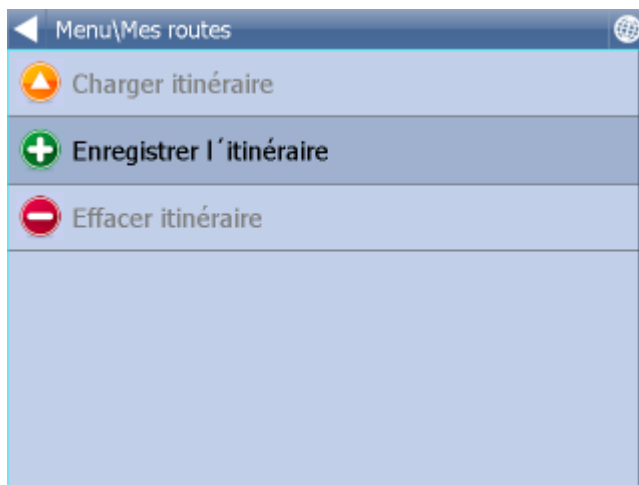 Menu\Mes routes
Charger itinéraire
Enregistrer l´itinéraire
Effacer itinéraire